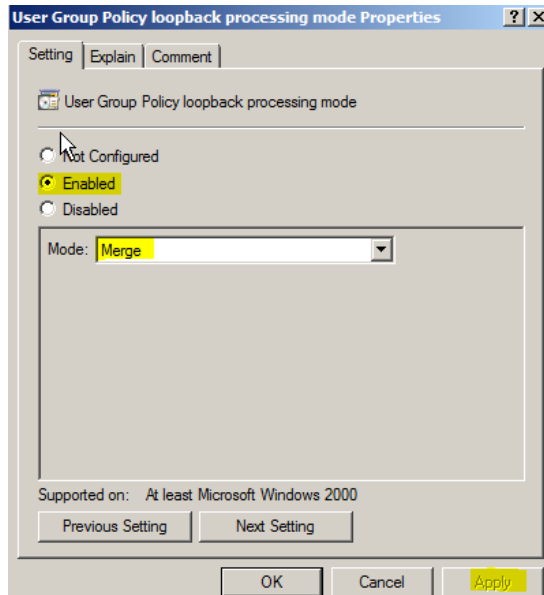 User Group Policy loopback processing mode Properties
Setting Explain Comment
User Group Policy loopback processing mode
Not Configured
Enabled
Disabled
Mode: Merge
Supported on: At least Microsoft Windows 2000
Previous Setting Next Setting
OK Cancel Apply